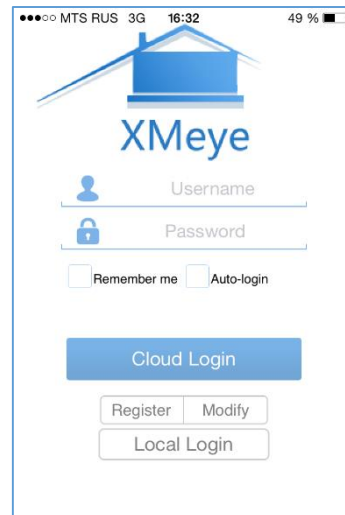 MTS RUS 3G 16:32 49 %
XMeye
Username
Password
Remember me Auto-login
Cloud Login
Register Modify
Local Login